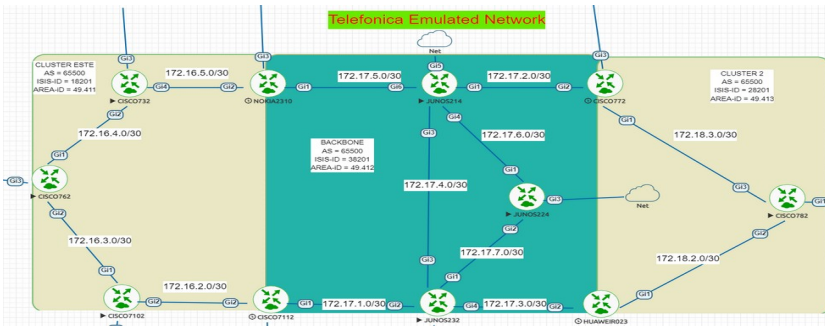 Telefonica Emulated Network
Net
Gi3
Gi3
Gi3
CLUSTER ESTE
AS = 65500
ISIS-ID = 18201
AREA-ID = 49.411
CLUSTER 2
AS = 65500
ISIS-ID = 28201
AREA-ID = 49.413
Gi5
172.16.5.0/30
172.17.5.0/30
172.17.2.0/30
Gi4
Gi2
Gi1
Gi6
Gi1
Gi2
CISCO732
NOKIA2310
JUNOS214
CISCO772
Gi2
Gi4
Gi1
172.16.4.0/30
Gi3
172.17.6.0/30
BACKBONE
AS = 65500
ISIS-ID = 38201
AREA-ID = 49.412
172.18.3.0/30
Gi1
Gi1
Gi3
CISCO762
172.17.4.0/30
Gi3
Gi3
Net
Gi1
JUNOS224
CISCO782
Gi2
Gi2
Gi2
172.16.3.0/30
172.17.7.0/30
172.18.2.0/30
Gi1
Gi3
Gi1
172.16.2.0/30
172.17.1.0/30
172.17.3.0/30
Gi1
Gi2
Gi2
Gi1
Gi2
Gi4
Gi2
CISCO7102
CISCO7112
JUNOS232
HUAWEIR023